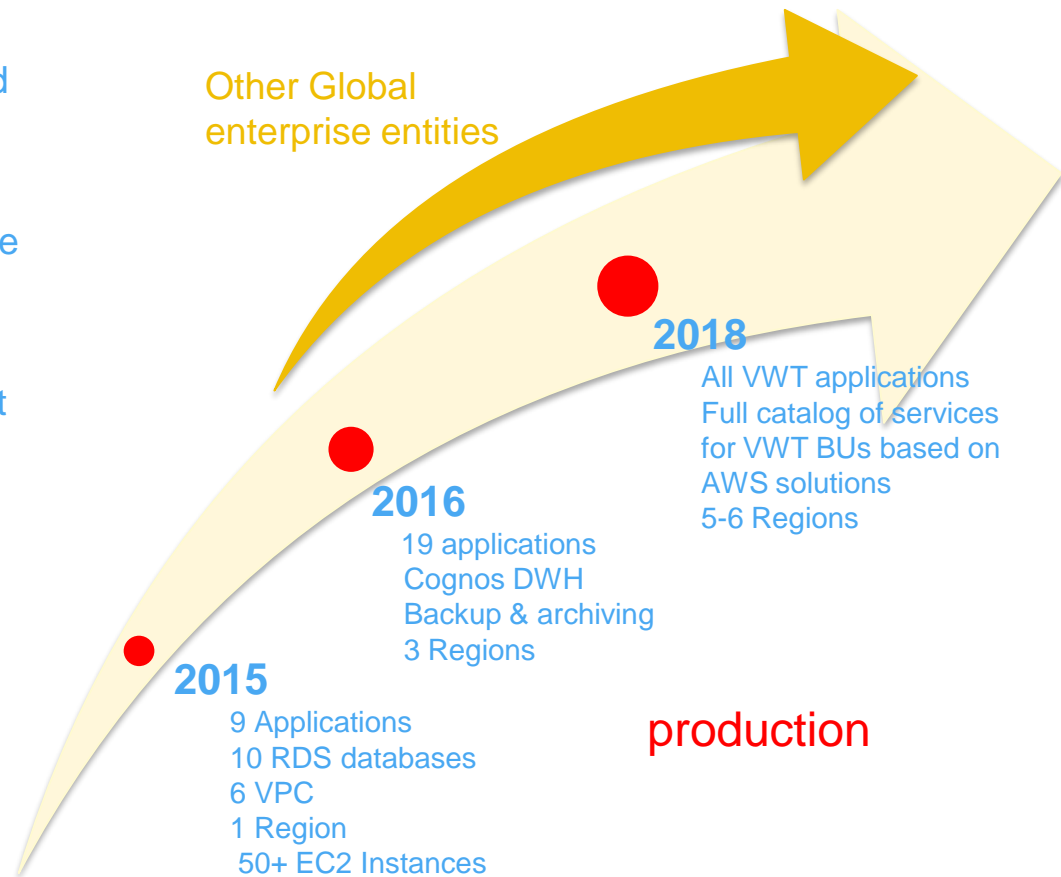 Other Global
enterprise entities
2018
All VWT applications
Full catalog of services
for VWT BUs based on
AWS solutions
5-6 Regions
2016
19 applications
Cognos DWH
Backup & archiving
3 Regions
2015
9 Applications
10 RDS databases
6 VPC
1 Region
50+ EC2 Instances
production